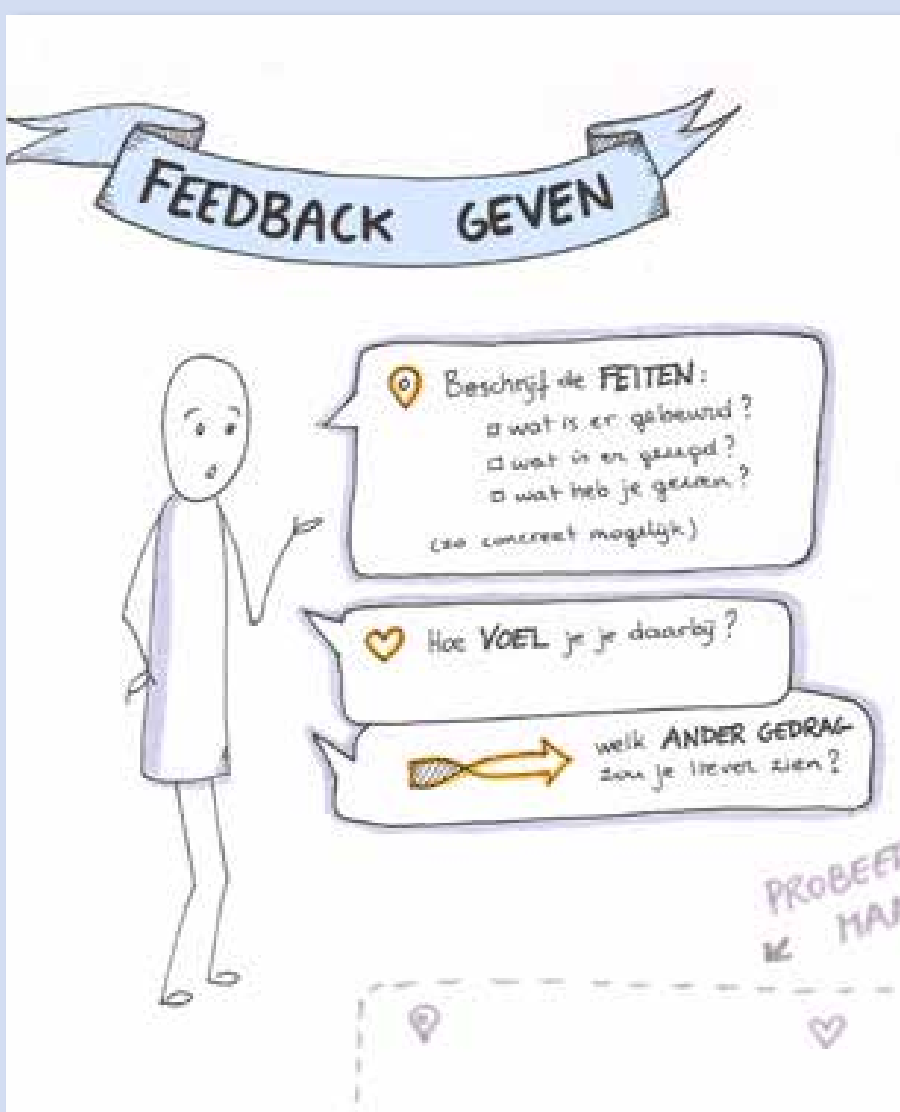 FEEDBACK GEVEN
Beschrijf de FEITEN:
wat is er gebeurd?
wat is er gezegd?
wat heb je gezien?
(zo concreet mogelijk)
Hoe VOEL je je daarbij?
welk ANDER GEDRAG
zou je liever zien?
PROBEER